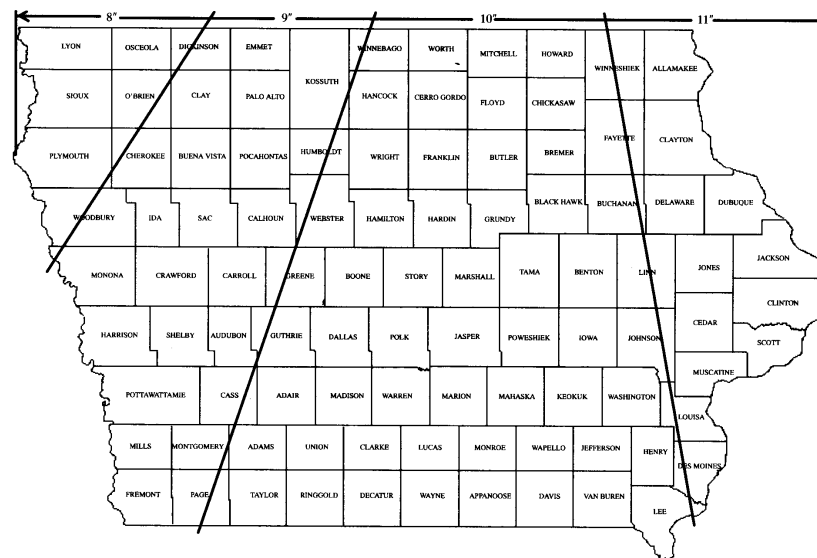 8" 9" 10" 11"
LYON OSCEOLA DICKINSON EMMET WINNEBAGO WORTH MITCHELL HOWARD WINNESHIEK ALLAMAKEE
KOSSUTH
SIOUX O'BRIEN CLAY PALO ALTO HANCOCK CERRO GORDO FLOYD CHICKASAW
FAYETTE CLAYTON
PLYMOUTH CHEROKEE BUENA VISTA POCAHONTAS HUMBOLDT WRIGHT FRANKLIN BUTLER BREMER
WOODBURY IDA SAC CALHOUN WEBSTER HAMILTON HARDIN GRUNDY BLACK HAWK BUCHANAN DELAWARE DUBUQUE
MONONA CRAWFORD CARROLL GREENE BOONE STORY MARSHALL TAMA BENTON LINN JONES JACKSON
CLINTON
HARRISON SHELBY AUDUBON GUTHRIE DALLAS POLK JASPER POWESHIEK IOWA JOHNSON CEDAR SCOTT
MUSCATINE
POTTAWATTAMIE CASS ADAIR MADISON WARREN MARION MAHASKA KEOKUK WASHINGTON
LOUISA
MILLS MONTGOMERY ADAMS UNION CLARKE LUCAS MONROE WAPELLO JEFFERSON HENRY
DES MOINES
FREMONT PAGE TAYLOR RINGGOLD DECATUR WAYNE APPANOOSE DAVIS VAN BUREN
LEE